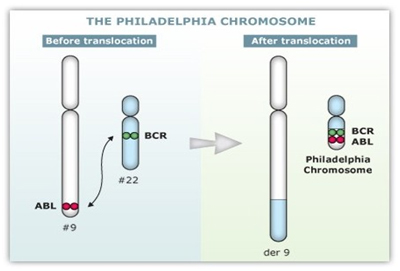 THE PHILADELPHIA CHROMOSOME
Before translocation
After translocation
BCR
#22
ABL
#9
BCR
ABL
Philadelphia
Chromosome
der 9